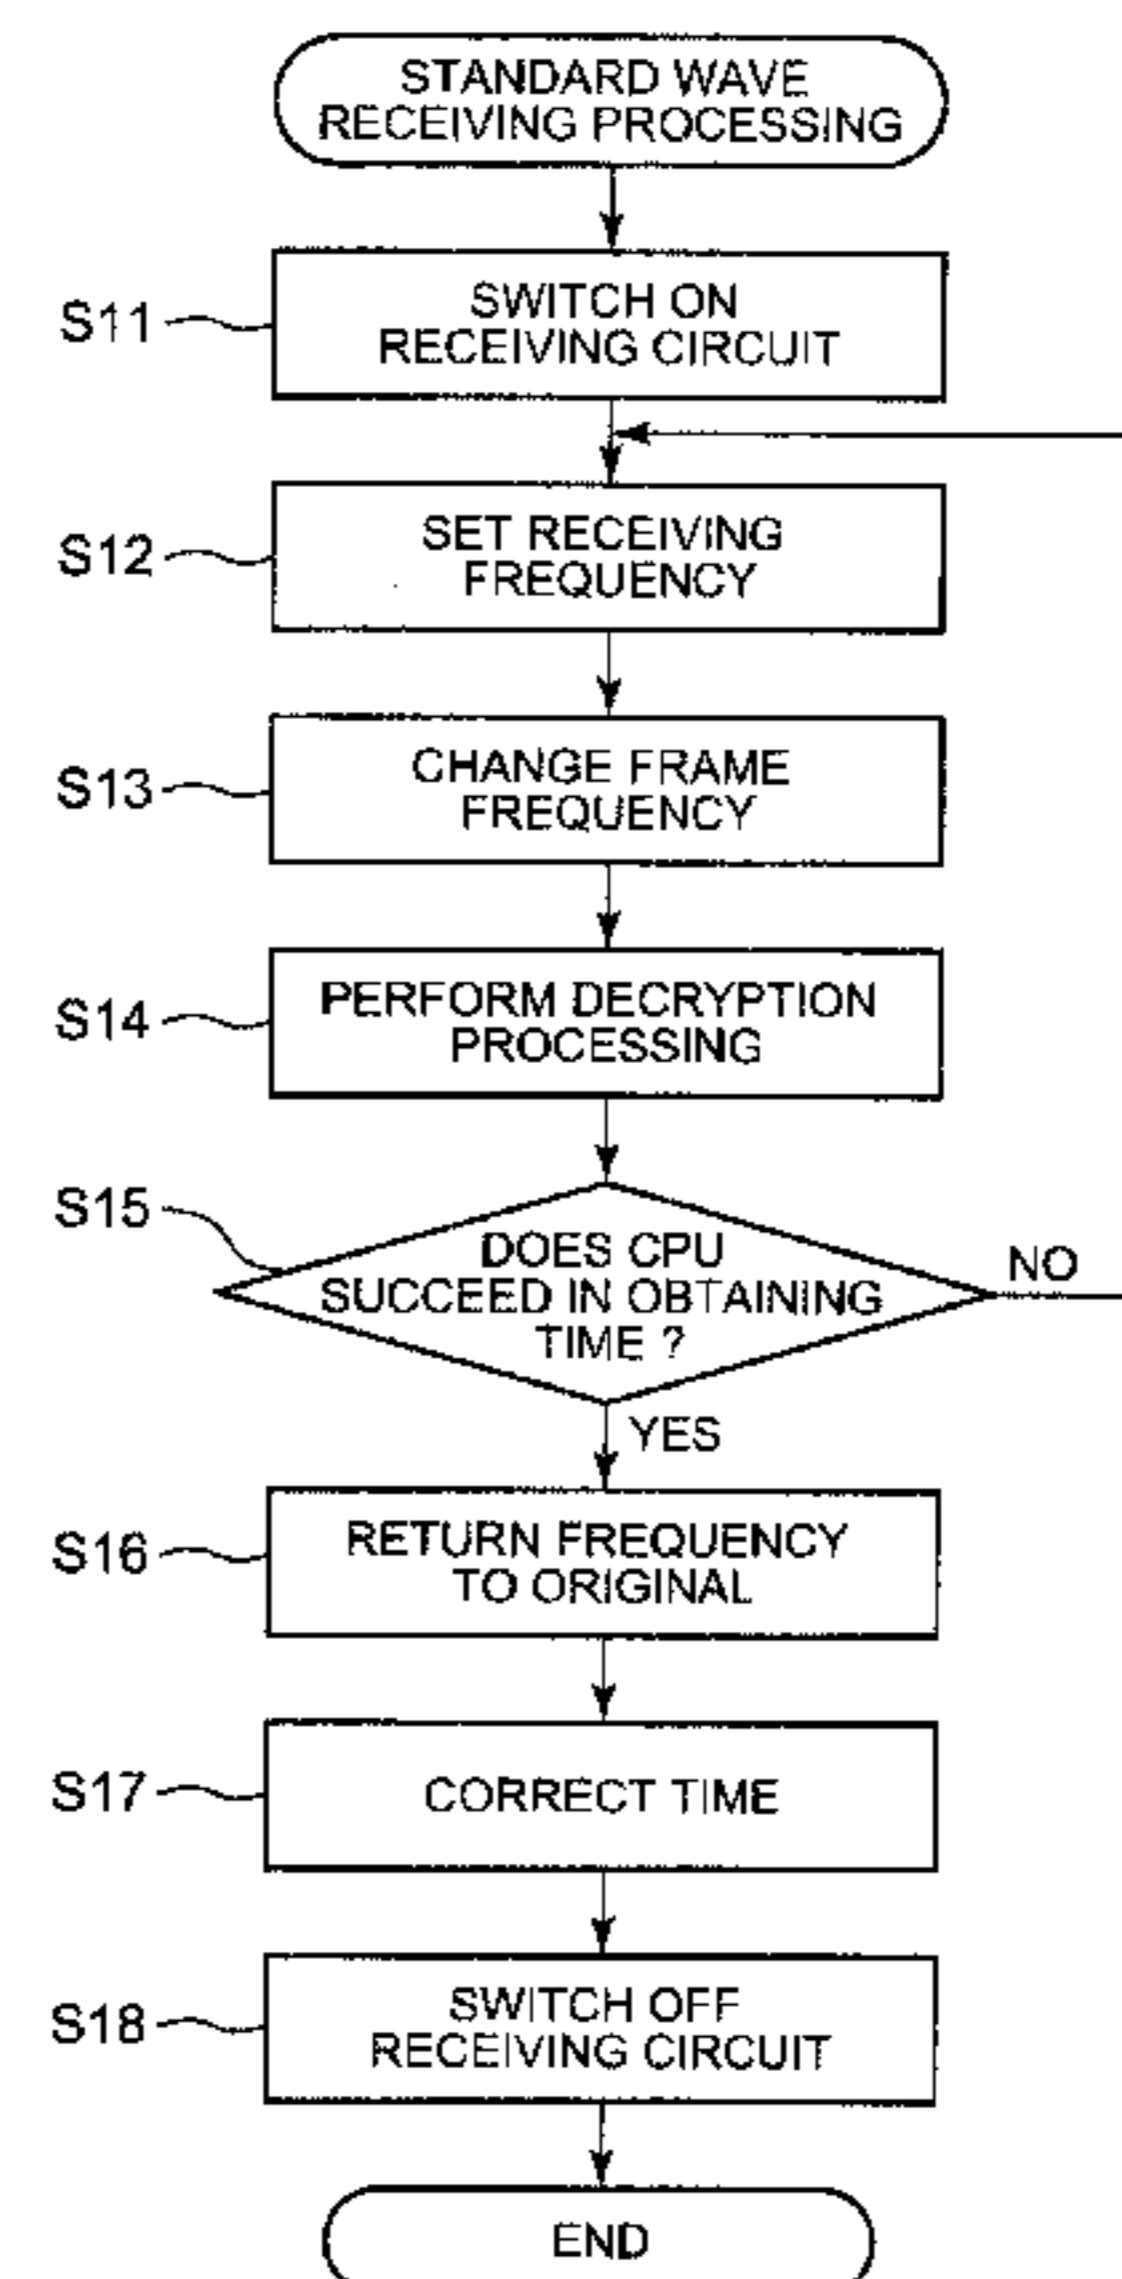 STANDARD WAVE
RECEIVING PROCESSING
S11
SWITCH ON
RECEIVING CIRCUIT
S12
SET RECEIVING
FREQUENCY
S13
CHANGE FRAME
FREQUENCY
S14
PERFORM DECRYPTION
PROCESSING
S15
DOES CPU
SUCCEED IN OBTAINING
TIME ?
NO
YES
S16
RETURN FREQUENCY
TO ORIGINAL
S17
CORRECT TIME
S18
SWITCH OFF
RECEIVING CIRCUIT
END